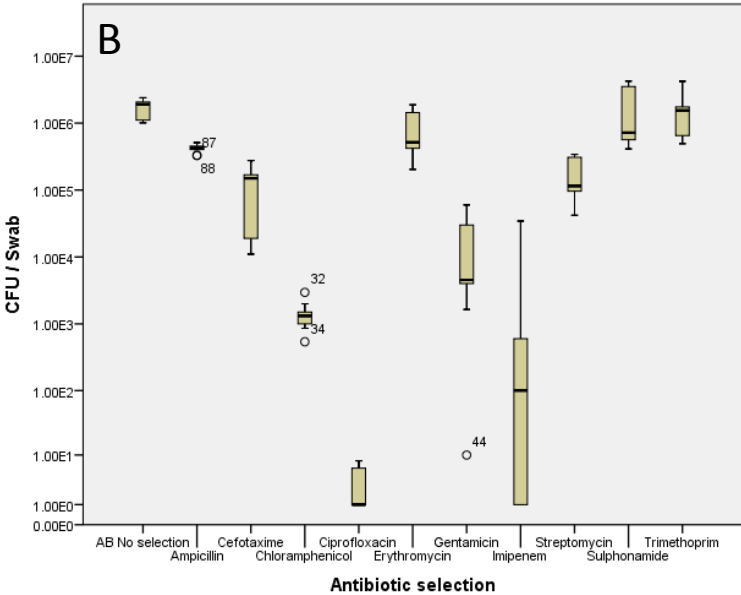 B
1.00E7
1.00E6
1.00E5
1.00E4
1.00E3
1.00E2
1.00E1
1.00E0
0.00E0
CFU / Swab
87
88
32
34
44
AB No selection
Ampicillin
Cefotaxime
Chloramphenicol
Ciprofloxacin
Erythromycin
Gentamicin
Imipenem
Streptomycin
Sulphonamide
Trimethoprim
Antibiotic selection